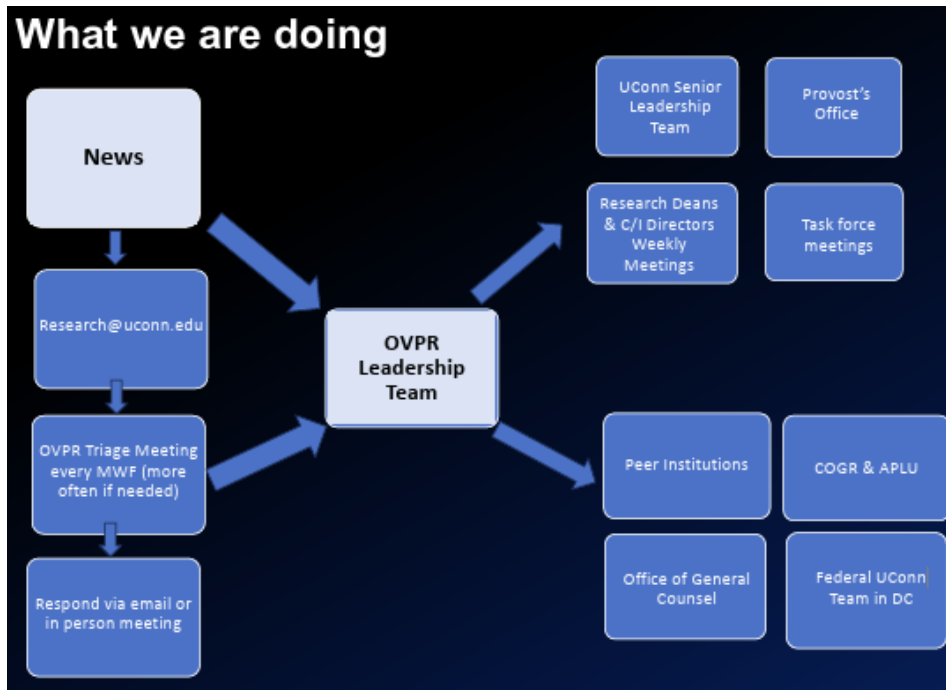 What we are doing
News
Research@uconn.edu
OVPR Triage Meeting
every MWF (more
often if needed)
Respond via email or
in person meeting
OVPR
Leadership
Team
UConn Senior
Leadership
Team
Provost’s
Office
Research Deans
& C/I Directors
Weekly
Meetings
Task force
meetings
Peer Institutions
COGR & APLU
Office of General
Counsel
Federal UConn
Team in DC